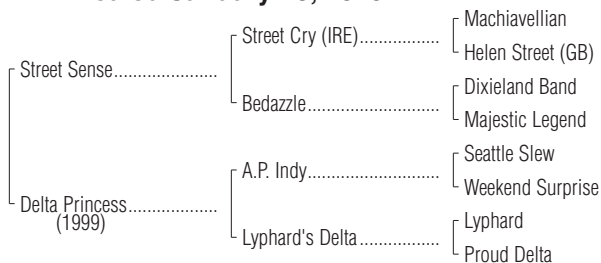 Street Sense
Delta Princess
(1999)
Street Cry (IRE)
Bedazzle
A.P. Indy
Lyphard's Delta
Machiavellian
Helen Street (GB)
Dixieland Band
Majestic Legend
Seattle Slew
Weekend Surprise
Lyphard
Proud Delta